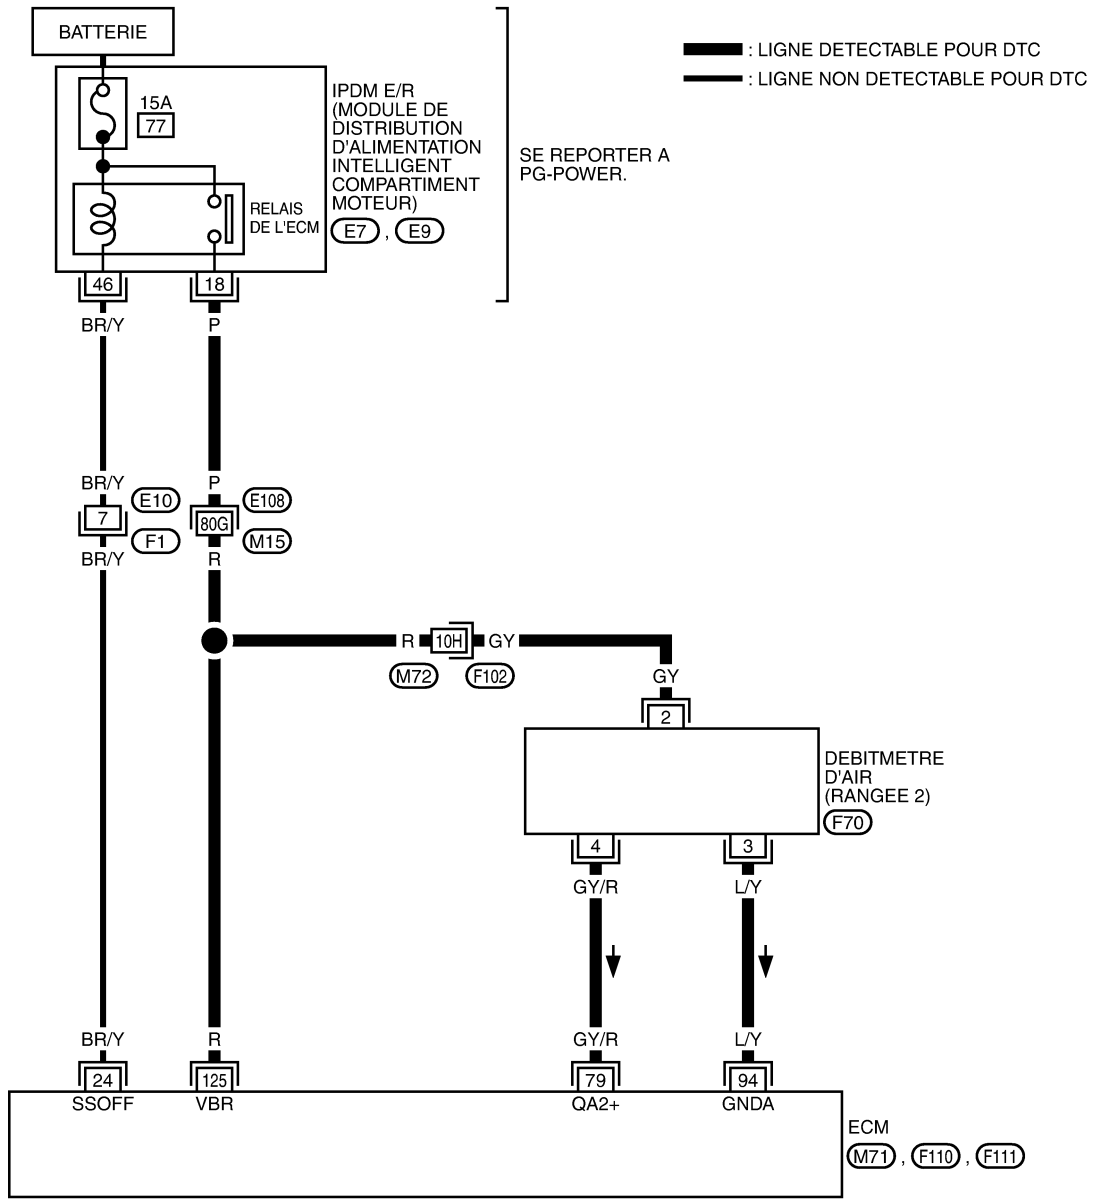 BATTERIE
: LIGNE DETECTABLE POUR DTC
: LIGNE NON DETECTABLE POUR DTC
15A
77
IPDM E/R
(MODULE DE
DISTRIBUTION
D'ALIMENTATION
INTELLIGENT
COMPARTIMENT
MOTEUR)
E7 , E9
SE REPORTER A
PG-POWER.
RELAIS
DE L'ECM
46 18
BR/Y P
BR/Y P
E10 E108
7 80G
F1 M15
BR/Y R
R 10H GY
M72 F102
GY
2
DEBITMETRE
D'AIR
(RANGEE 2)
F70
4 3
GY/R L/Y
BR/Y R GY/R L/Y
24 125 79 94
SSOFF VBR QA2+ GNDA
ECM
M71 , F110 , F111